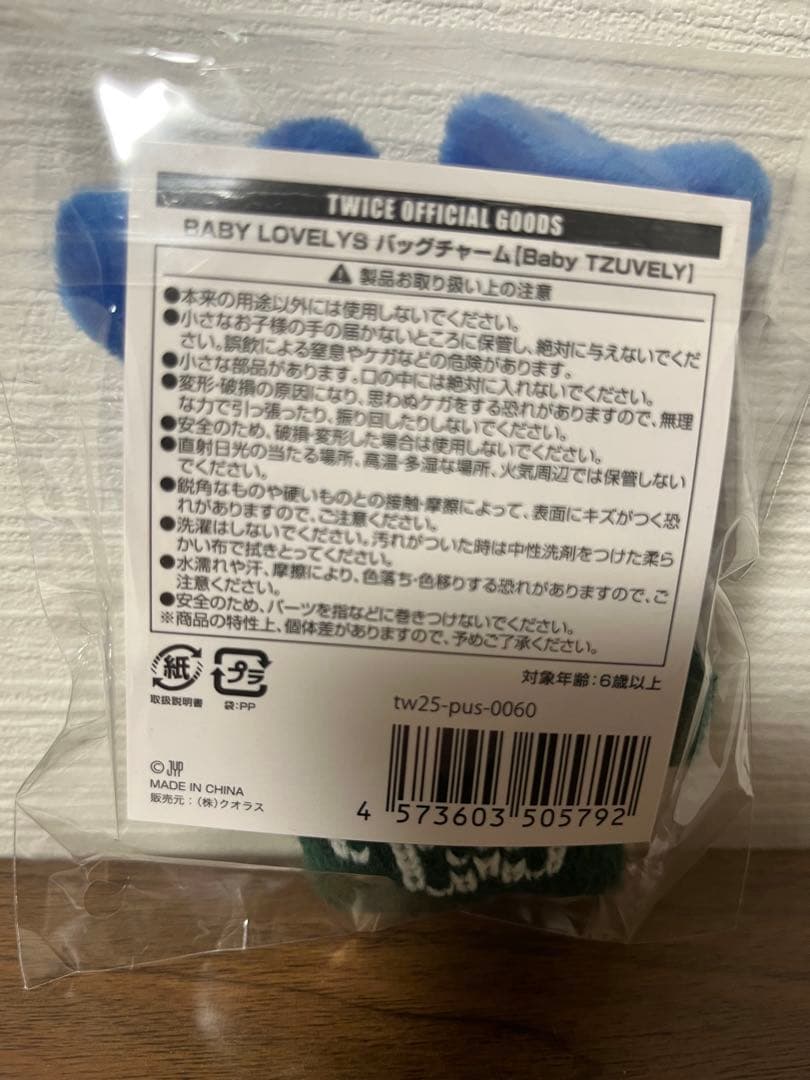 TWICE OFFICIAL GOODS
BABY LOVELYS バッグチャーム【Baby TZUVELY】
⚠ 製品お取り扱い上の注意
●本来の用途以外には使用しないでください。
●小さなお子様の手の届かないところに保管し、絶対に与えないでくだ
さい。誤飲による窒息やケガなどの危険があります。
●小さな部品があります。口の中には絶対に入れないでください。
●変形・破損の原因になり、思わぬケガをする恐れがありますので、無理
な力で引っ張ったり、振り回したりしないでください。
●安全のため、破損・変形した場合は使用しないでください。
●直射日光の当たる場所、高温・多湿な場所、火気周辺では保管しない
でください。
●鋭角なものや硬いものとの接触・摩擦によって、表面にキズがつく恐
れがありますので、ご注意ください。
●洗濯はしないでください。汚れがついた時は中性洗剤をつけた柔ら
かい布で拭きとってください。
●水濡れや汗、摩擦により、色落ち・色移りする恐れがありますので、ご
注意ください。
●安全のため、パーツを指などに巻きつけないでください。
※商品の特性上、個体差がありますので、予めご了承ください。
対象年齢：6歳以上
紙
プラ
取扱説明書
袋：PP
tw25-pus-0060
© JYP
MADE IN CHINA
販売元：(株)クオラス
4 573603 505792